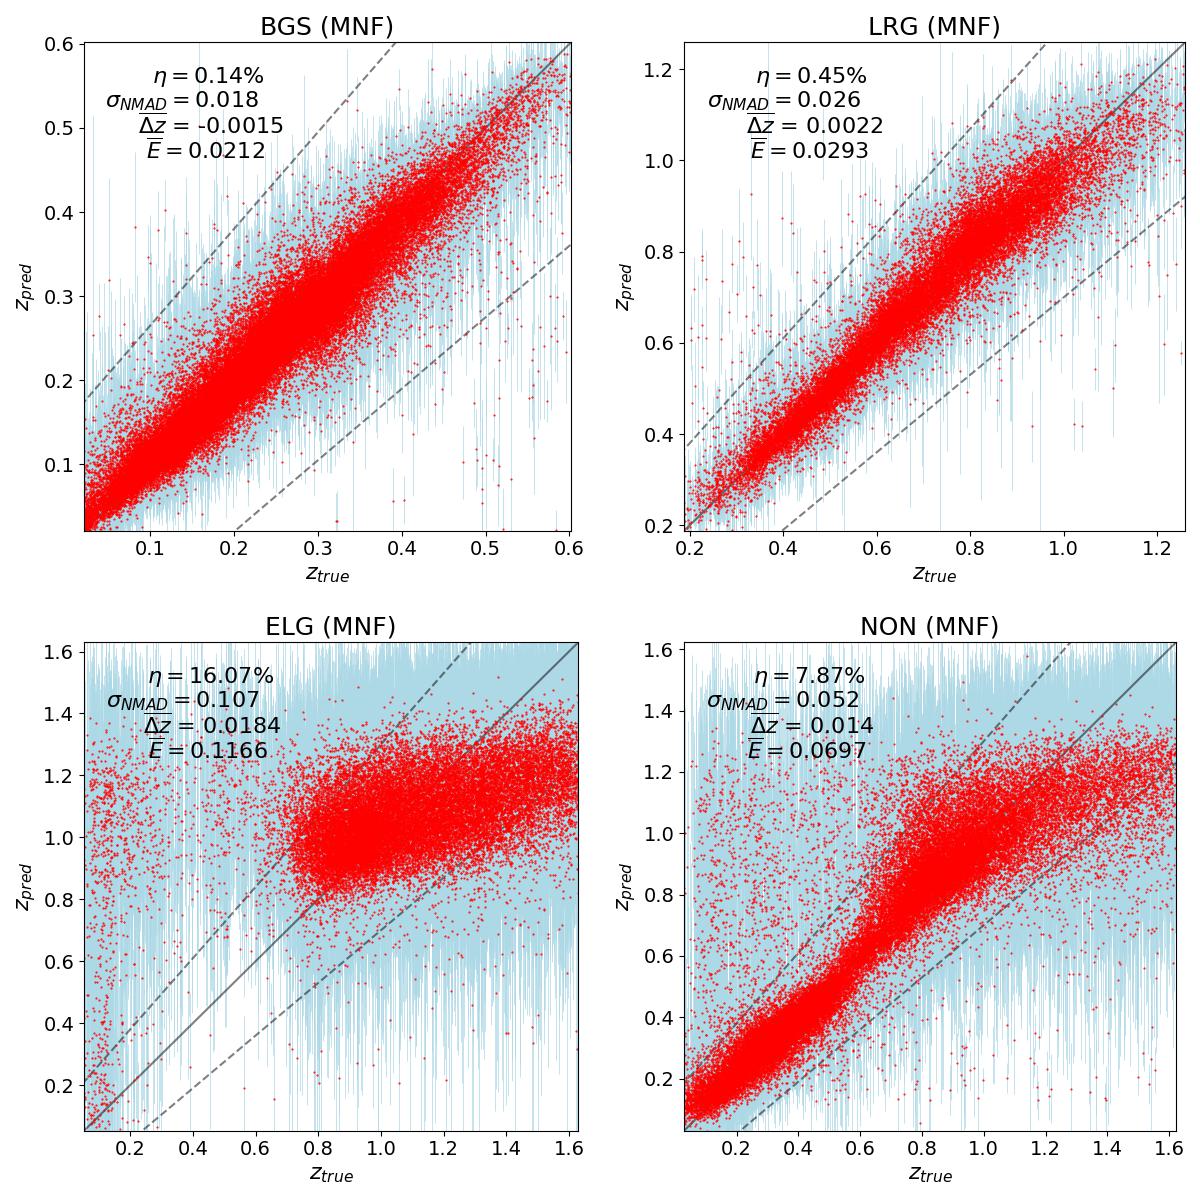 BGS (MNF)
η = 0.14%
σNMAD = 0.018
Δz = -0.0015
E = 0.0212
0.6
0.5
0.4
0.3
0.2
0.1
zpred
0.1 0.2 0.3 0.4 0.5 0.6
ztrue
LRG (MNF)
η = 0.45%
σNMAD = 0.026
Δz = 0.0022
E = 0.0293
1.2
1.0
0.8
0.6
0.4
0.2
zpred
0.2 0.4 0.6 0.8 1.0 1.2
ztrue
ELG (MNF)
η = 16.07%
σNMAD = 0.107
Δz = 0.0184
E = 0.1166
1.6
1.4
1.2
1.0
0.8
0.6
0.4
0.2
zpred
0.2 0.4 0.6 0.8 1.0 1.2 1.4 1.6
ztrue
NON (MNF)
η = 7.87%
σNMAD = 0.052
Δz = 0.014
E = 0.0697
1.6
1.4
1.2
1.0
0.8
0.6
0.4
0.2
zpred
0.2 0.4 0.6 0.8 1.0 1.2 1.4 1.6
ztrue